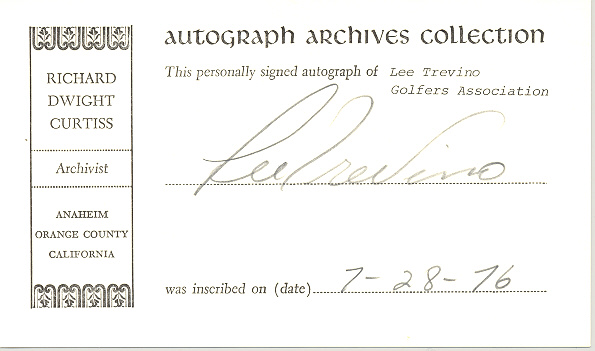 AUTOGRAPH ARCHIVES COLLECTION
RICHARD
DWIGHT
CURTISS
Archivist
ANAHEIM
ORANGE COUNTY
CALIFORNIA
This personally signed autograph of Lee Trevino
Golfers Association
Lee Trevino
was inscribed on (date) 7-28-76